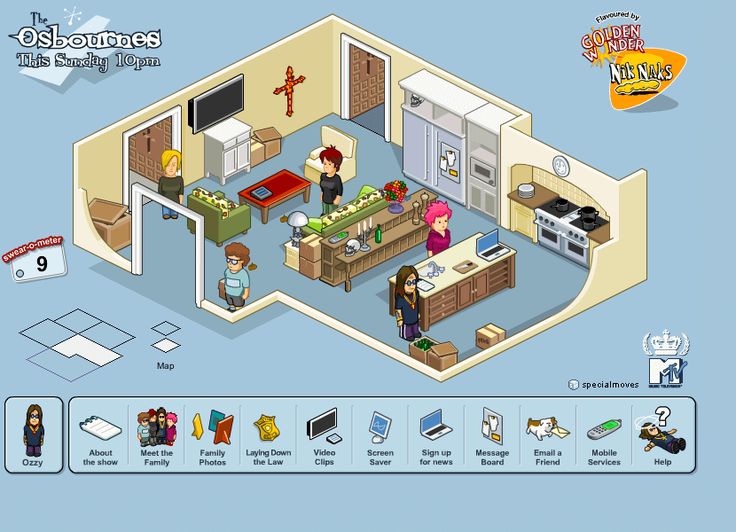 The
Osbournes
This Sunday 10pm
Flavoured by
GOLDEN
WONDER
NIK NAKS
swear-o-meter
9
Map
specialmoves
MTV
MUSIC TELEVISION
Ozzy
About
the show
Meet the
Family
Family
Photos
Laying Down
the Law
Video
Clips
Screen
Saver
Sign up
for news
Message
Board
Email a
Friend
Mobile
Services
?
Help